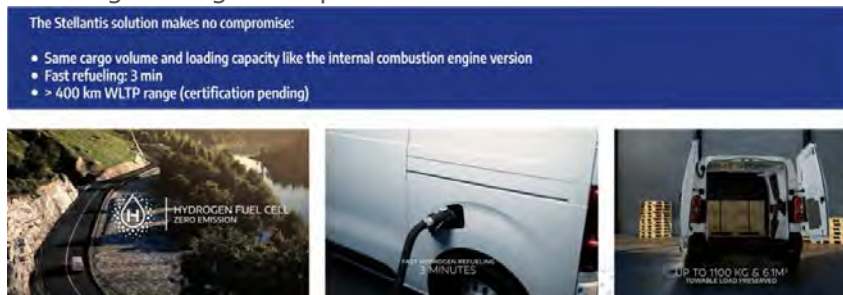 The Stellantis solution makes no compromise:
• Same cargo volume and loading capacity like the internal combustion engine version
• Fast refueling: 3 min
• > 400 km WLTP range (certification pending)
HYDROGEN FUEL CELL
ZERO EMISSION
FAST HYDROGEN REFUELING
3 MINUTES
UP TO 1100 KG & 6.1M³
TOWABLE LOAD PRESERVED